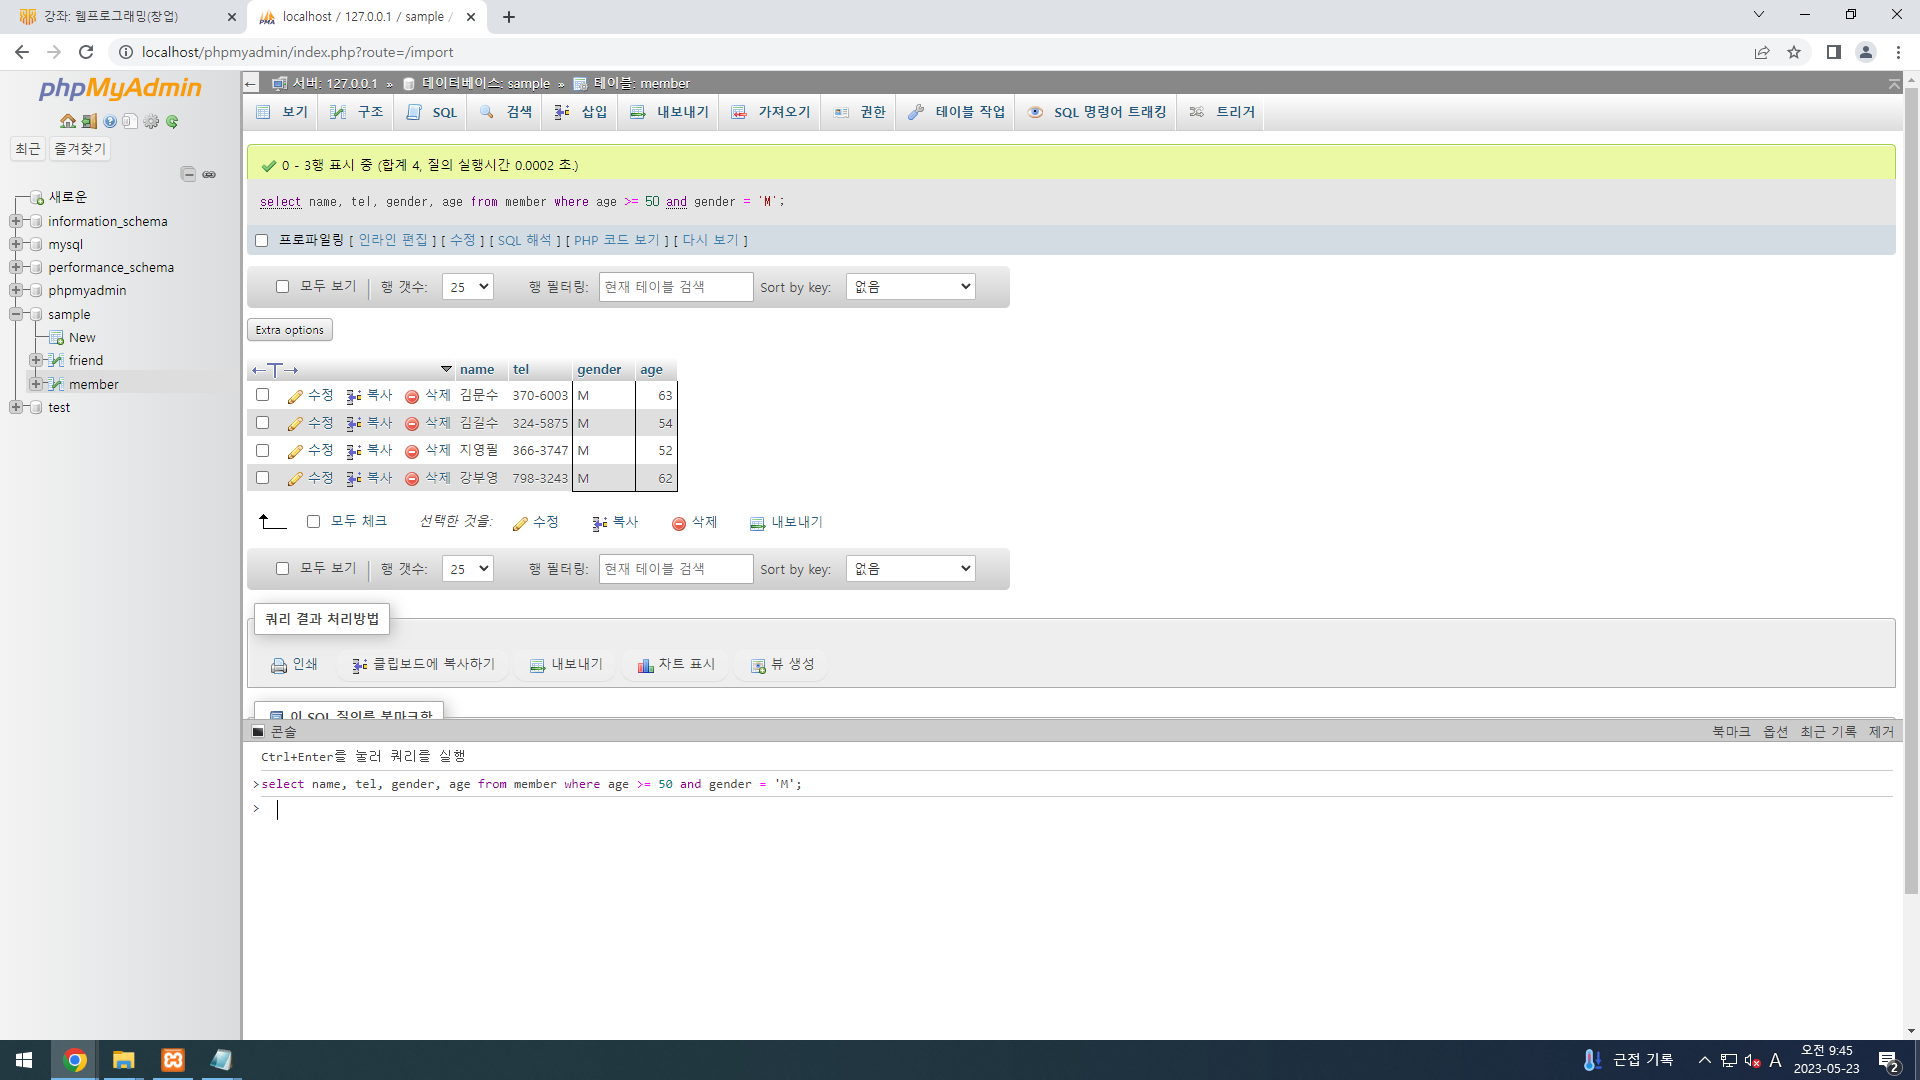 강좌: 웹프로그래밍(창업)
localhost / 127.0.0.1 / sample /
localhost/phpmyadmin/index.php?route=/import
phpMyAdmin
최근 즐겨찾기
새로운
information_schema
mysql
performance_schema
phpmyadmin
sample
New
friend
member
test
서버: 127.0.0.1 » 데이터베이스: sample » 테이블: member
보기 구조 SQL 검색 삽입 내보내기 가져오기 권한 테이블 작업 SQL 명령어 트래킹 트리거
0 - 3행 표시 중 (합계 4, 질의 실행시간 0.0002 초.)
select name, tel, gender, age from member where age >= 50 and gender = 'M';
프로파일링 [ 인라인 편집 ] [ 수정 ] [ SQL 해석 ] [ PHP 코드 보기 ] [ 다시 보기 ]
모두 보기 행 갯수: 25 행 필터링: 현재 테이블 검색 Sort by key: 없음
Extra options
←T→ name tel gender age
수정 복사 삭제 김문수 370-6003 M 63
수정 복사 삭제 김길수 324-5875 M 54
수정 복사 삭제 지영필 366-3747 M 52
수정 복사 삭제 강부영 798-3243 M 62
모두 체크 선택한 것을: 수정 복사 삭제 내보내기
모두 보기 행 갯수: 25 행 필터링: 현재 테이블 검색 Sort by key: 없음
쿼리 결과 처리방법
인쇄 클립보드에 복사하기 내보내기 차트 표시 뷰 생성
이 SQL 질의를 북마크함
콘솔 북마크 옵션 최근 기록 제거
Ctrl+Enter를 눌러 쿼리를 실행
>select name, tel, gender, age from member where age >= 50 and gender = 'M';
>
근접 기록 A 오전 9:45
2023-05-23
2